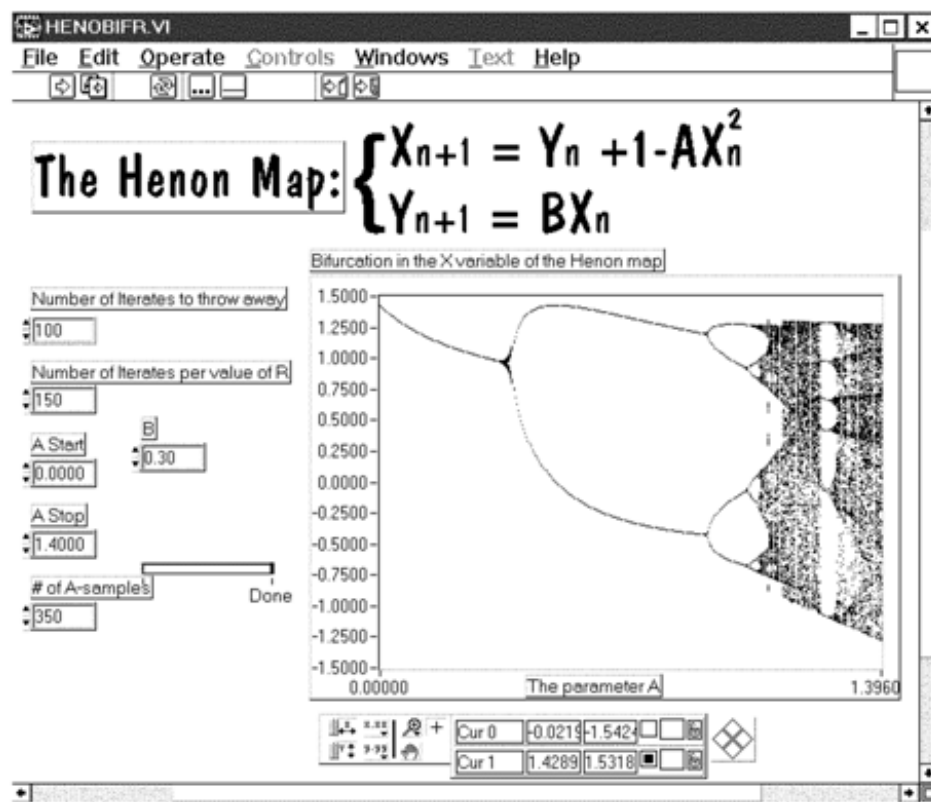 HENOBIFR.VI
File Edit Operate Controls Windows Text Help
The Henon Map: { Xn+1 = Yn +1-AXn²
Yn+1 = BXn
Bifurcation in the X variable of the Henon map
Number of Iterates to throw away
100
Number of Iterates per value of R
150
A Start
0.0000
B
0.30
A Stop
1.4000
# of A-samples
350
Done
1.5000
1.2500
1.0000
0.7500
0.5000
0.2500
0.0000
-0.2500
-0.5000
-0.7500
-1.0000
-1.2500
-1.5000
0.00000 The parameter A 1.3960
Cur 0 -0.0219 -1.5424
Cur 1 1.4289 1.5318